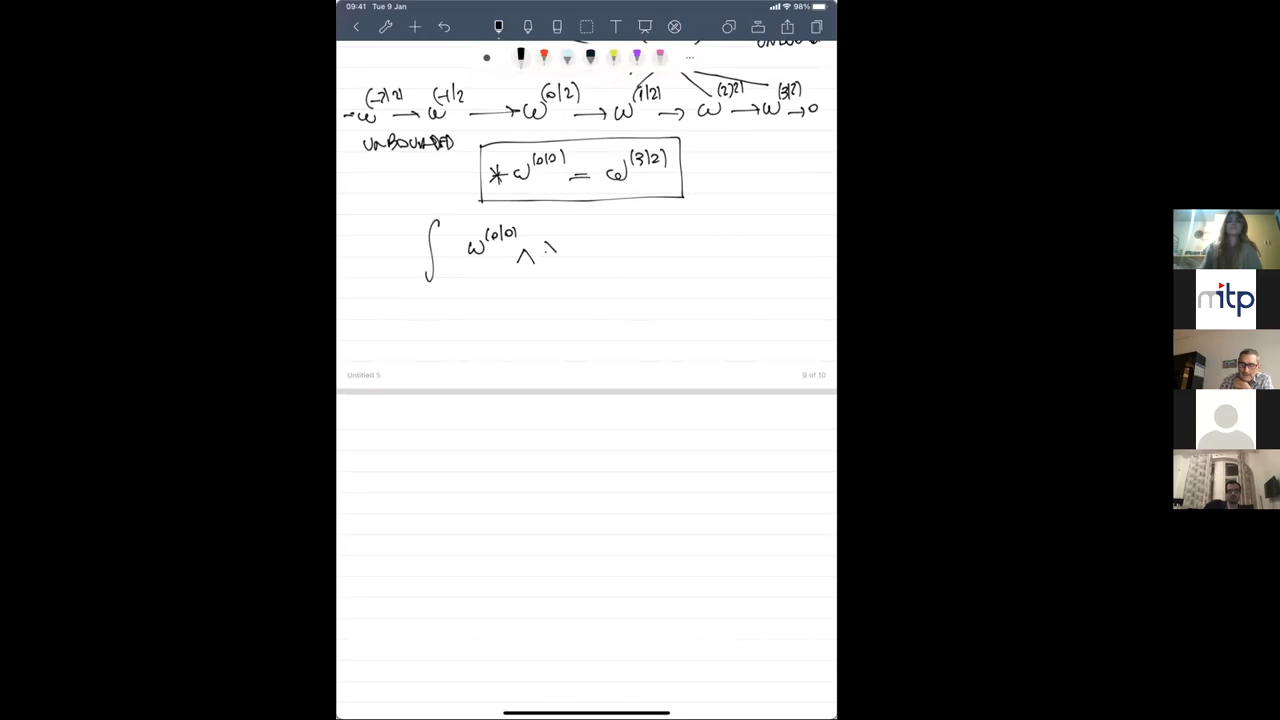 09:41 Tue 9 Jan
98%
→ ω^(-2|2) → ω^(-1|2 → ω^(0|2) → ω^(1|2) → ω^(2|2) → ω^(3|2) → 0
UNBOUNDED
* ω^(0|0) = ω^(3|2)
∫ ω^(0|0) ∧
Untitled 5
9 of 10
mitp